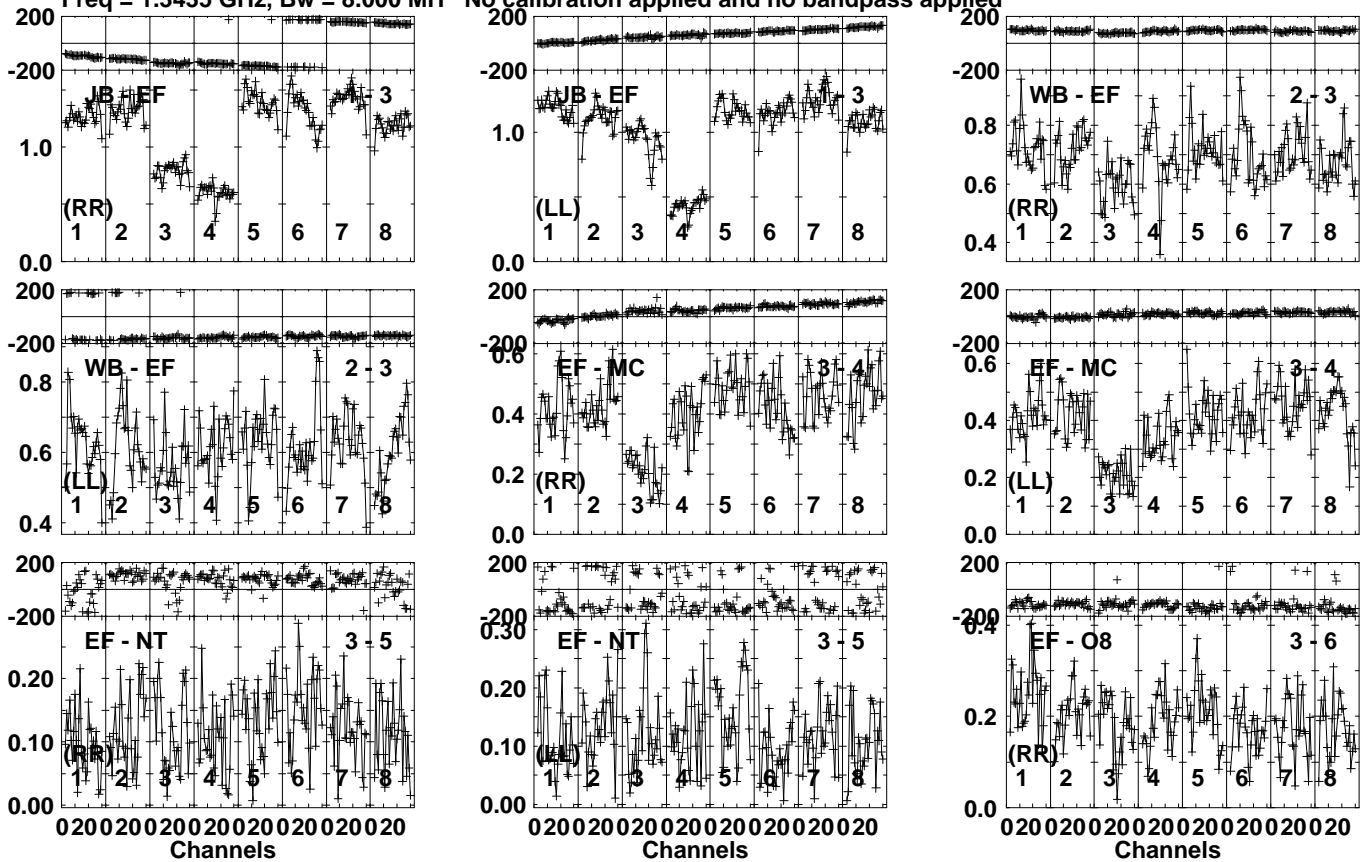 Freq = 1.3435 GHz, Bw = 8.000 MH No calibration applied and no bandpass applied
200 200 200
-200 -200 -200
JB - EF 1 - 3 JB - EF 1 - 3 WB - EF 2 - 3
1.0 1.0 0.8
0.6
(RR) (LL) (RR)
1 2 3 4 5 6 7 8 1 2 3 4 5 6 7 8 1 2 3 4 5 6 7 8
0.4
0.0 0.0
200 200 200
-200 -200 -200
WB - EF 2 - 3 EF - MC 3 - 4 EF - MC 3 - 4
0.6 0.6
0.8 0.4 0.4
0.6 0.2 0.2
(LL) (RR) (LL)
1 2 3 4 5 6 7 8 1 2 3 4 5 6 7 8 1 2 3 4 5 6 7 8
0.4 0.0 0.0
200 200 200
-200 -200 -200
EF - NT 3 - 5 EF - NT 3 - 5 EF - O8 3 - 6
0.30 0.4
0.20 0.20 0.2
0.10 0.10
(RR) (LL) (RR)
1 2 3 4 5 6 7 8 1 2 3 4 5 6 7 8 1 2 3 4 5 6 7 8
0.00 0.00 0.0
0 20 0 20 0 20 0 20 0 20 0 20 0 20 0 20 0 20 0 20 0 20 0 20 0 20 0 20 0 20 0 20 0 20 0 20 0 20 0 20 0 20 0 20 0 20 0 20
Channels Channels Channels